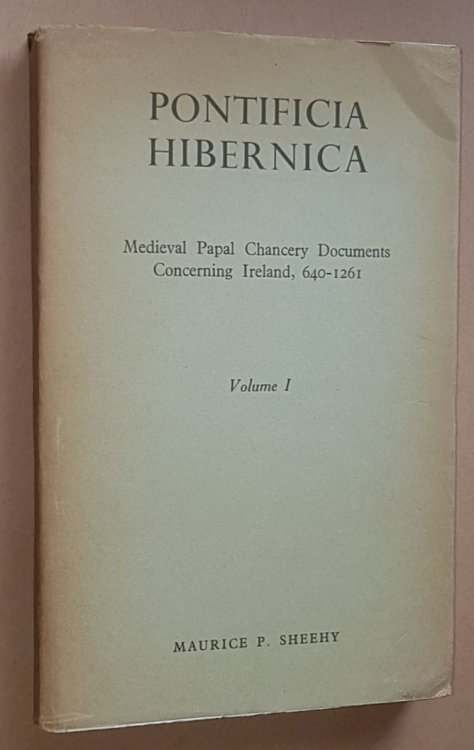 PONTIFICIA
HIBERNICA
Medieval Papal Chancery Documents
Concerning Ireland, 640-1261
Volume I
MAURICE P. SHEEHY